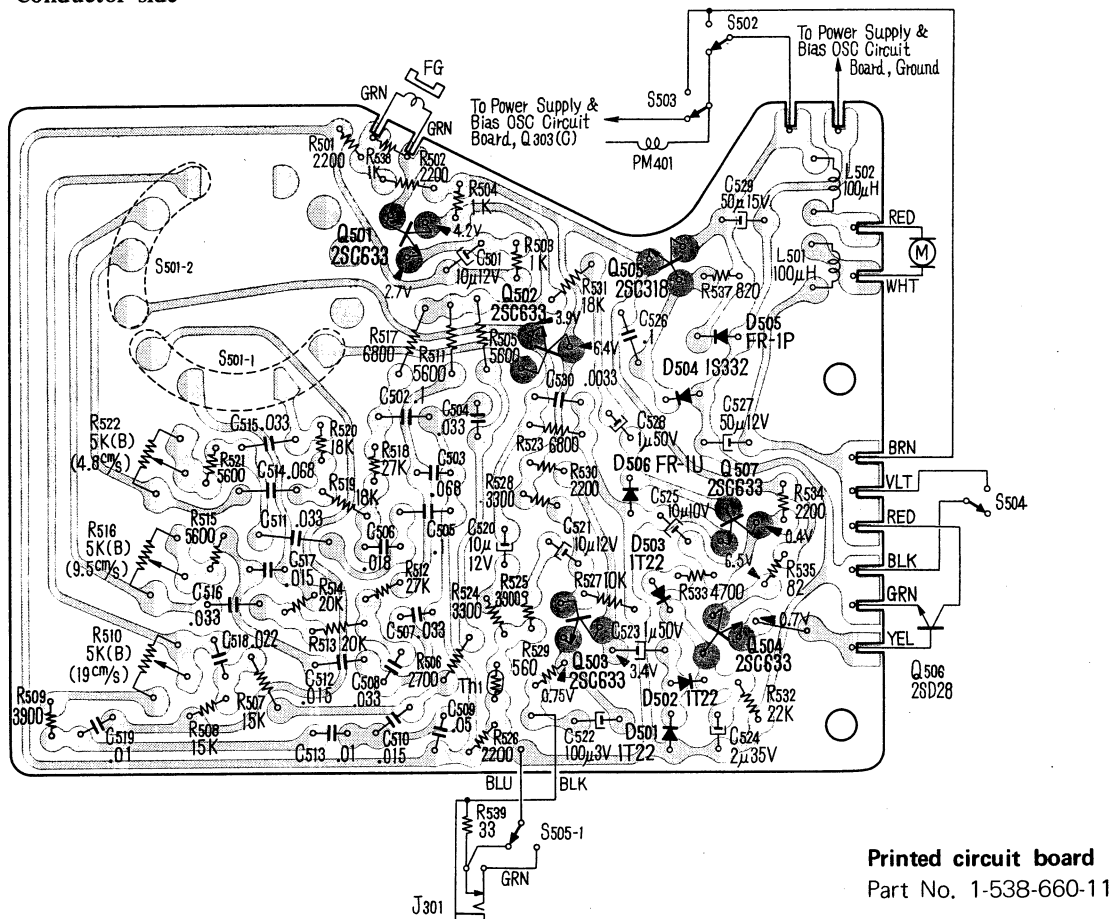 Conductor side
S502
To Power Supply &
Bias OSC Circuit
Board, Ground
FG
GRN
GRN
To Power Supply &
Bias OSC Circuit
Board, Q303(C)
S503
PM401
R501
2200
R538
1K
R502
2200
R504
1K
C529
50μ15V
L502
100μH
RED
M
WHT
Q501
2SC633
4.2V
2.7V
C501
10μ12V
R503
1K
S501-2
Q502
2SC633
3.9V
R531
18K
Q505
2SC318
R537 820
L501
100μH
R517
6800
R511
5600
R505
5600
6.4V
C526
.1
D505
FR-1P
S501-1
C530 .0033
D504 1S332
C502 .1
C504
.033
C528
1μ50V
C527
50μ12V
R522
5K(B)
(4.8cm/s)
C515 .033
R520
18K
R523 6808
BRN
R521
5600
C514 .068
R518
27K
C503
.068
R530
2200
D506 FR-1U
Q507
2SC633
VLT
S504
R519
18K
R528
3300
C525
10μ10V
R534
2200
R516
5K(B)
(9.5cm/s)
R515
5600
C511 .033
C506
.018
C505
C520
10μ
12V
C521
10μ12V
0.4V
RED
6.5V
D503
1T22
BLK
C517
.015
R512
27K
R535
82
C516
.033
R514
20K
R524
3300
R525
3900
R527 10K
R533 4700
GRN
0.7V
R510
5K(B)
(19cm/s)
C518 .022
R513
20K
C507 .033
C523 1μ50V
YEL
Q504
2SC633
Q506
2SD28
R529
560
Q503
2SC633
3.4V
C512
.015
C508
.033
R506
2700
Th1
0.75V
D502 1T22
R532
22K
R509
3900
R507
15K
C509
.05
R508
15K
C519
.01
C513 .01
C510
.015
R526
2200
C522
100μ3V
D501
1T22
C524
2μ35V
BLU
BLK
R539
33
S505-1
GRN
J301
Printed circuit board
Part No. 1-538-660-11